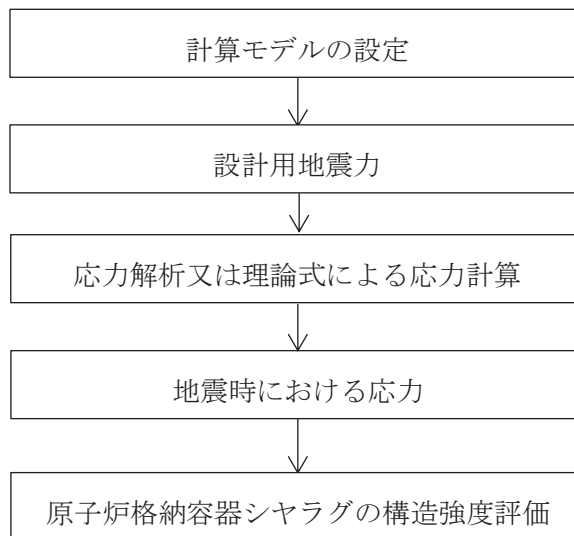 計算モデルの設定
設計用地震力
応力解析又は理論式による応力計算
地震時における応力
原子炉格納容器シヤラグの構造強度評価